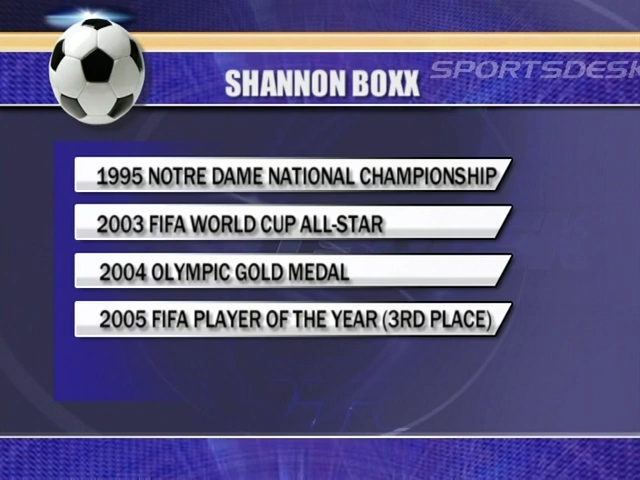 SHANNON BOXX
SPORTSDESK
1995 NOTRE DAME NATIONAL CHAMPIONSHIP
2003 FIFA WORLD CUP ALL-STAR
2004 OLYMPIC GOLD MEDAL
2005 FIFA PLAYER OF THE YEAR (3RD PLACE)